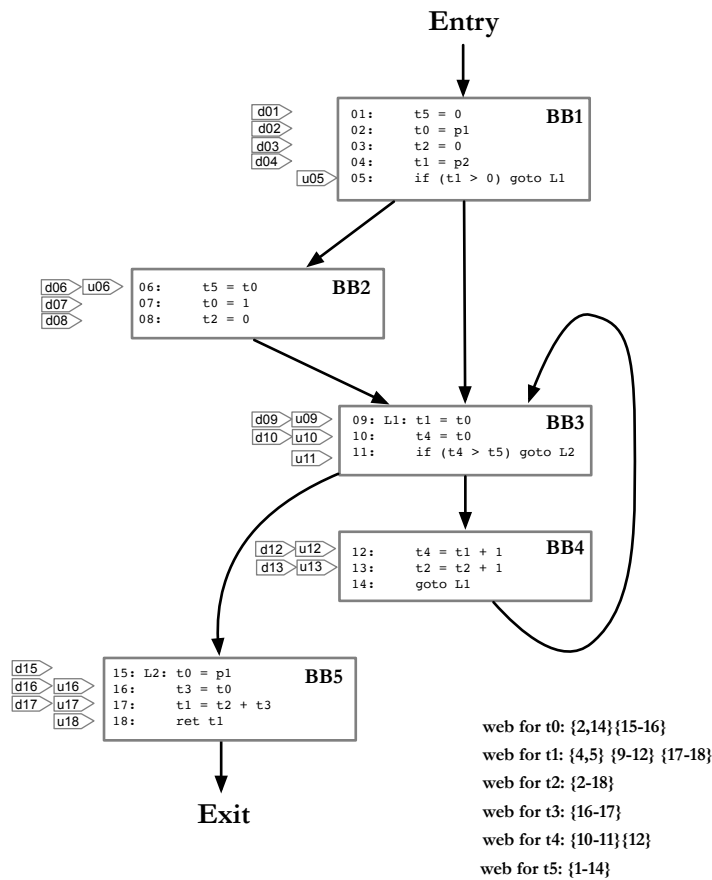 Entry
d01
d02
d03
d04
u05
BB1
01: t5 = 0
02: t0 = p1
03: t2 = 0
04: t1 = p2
05: if (t1 > 0) goto L1
d06 u06
d07
d08
BB2
06: t5 = t0
07: t0 = 1
08: t2 = 0
d09 u09
d10 u10
u11
BB3
09: L1: t1 = t0
10: t4 = t0
11: if (t4 > t5) goto L2
d12 u12
d13 u13
BB4
12: t4 = t1 + 1
13: t2 = t2 + 1
14: goto L1
d15
d16 u16
d17 u17
u18
BB5
15: L2: t0 = p1
16: t3 = t0
17: t1 = t2 + t3
18: ret t1
Exit
web for t0: {2,14}{15-16}
web for t1: {4,5} {9-12} {17-18}
web for t2: {2-18}
web for t3: {16-17}
web for t4: {10-11}{12}
web for t5: {1-14}